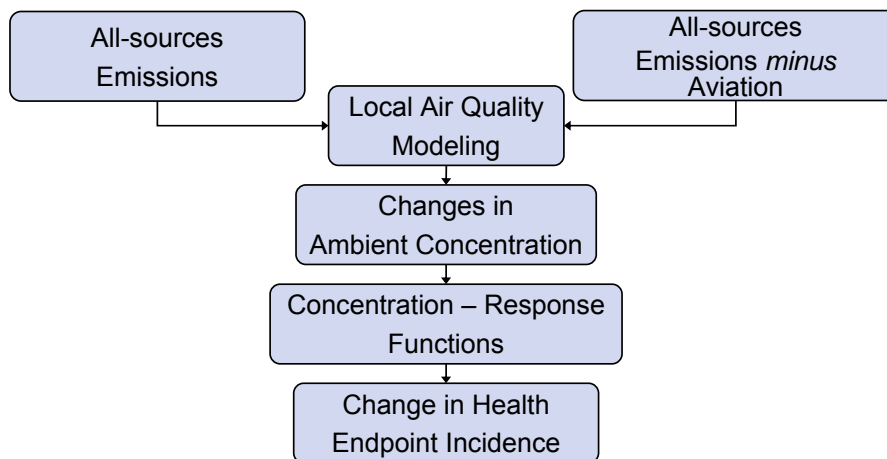 All-sources
Emissions
All-sources
Emissions minus
Aviation
Local Air Quality
Modeling
Changes in
Ambient Concentration
Concentration – Response
Functions
Change in Health
Endpoint Incidence